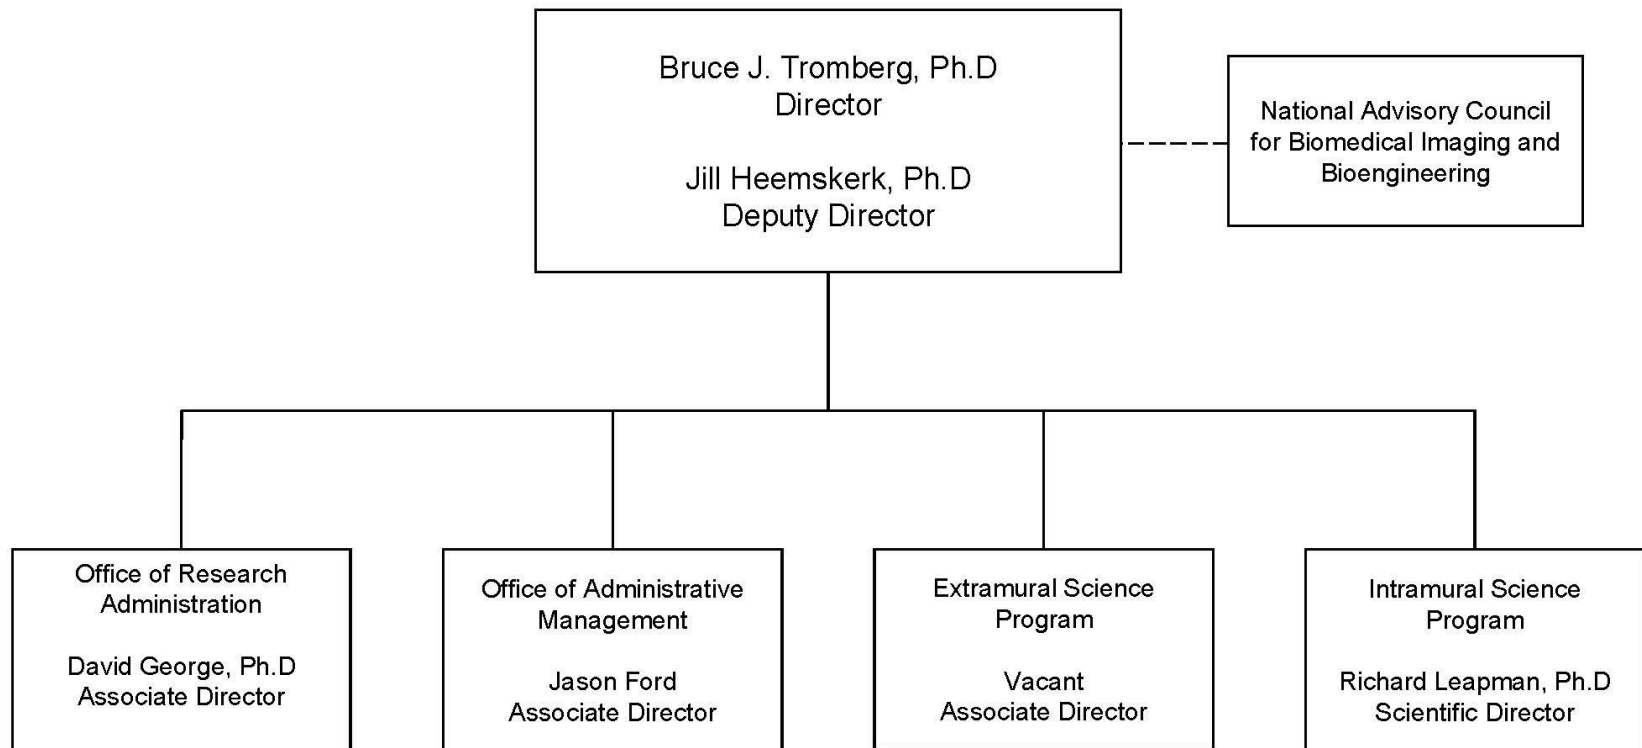 Bruce J. Tromberg, Ph.D
Director
Jill Heemskerk, Ph.D
Deputy Director
National Advisory Council
for Biomedical Imaging and
Bioengineering
Office of Research
Administration
David George, Ph.D
Associate Director
Office of Administrative
Management
Jason Ford
Associate Director
Extramural Science
Program
Vacant
Associate Director
Intramural Science
Program
Richard Leapman, Ph.D
Scientific Director